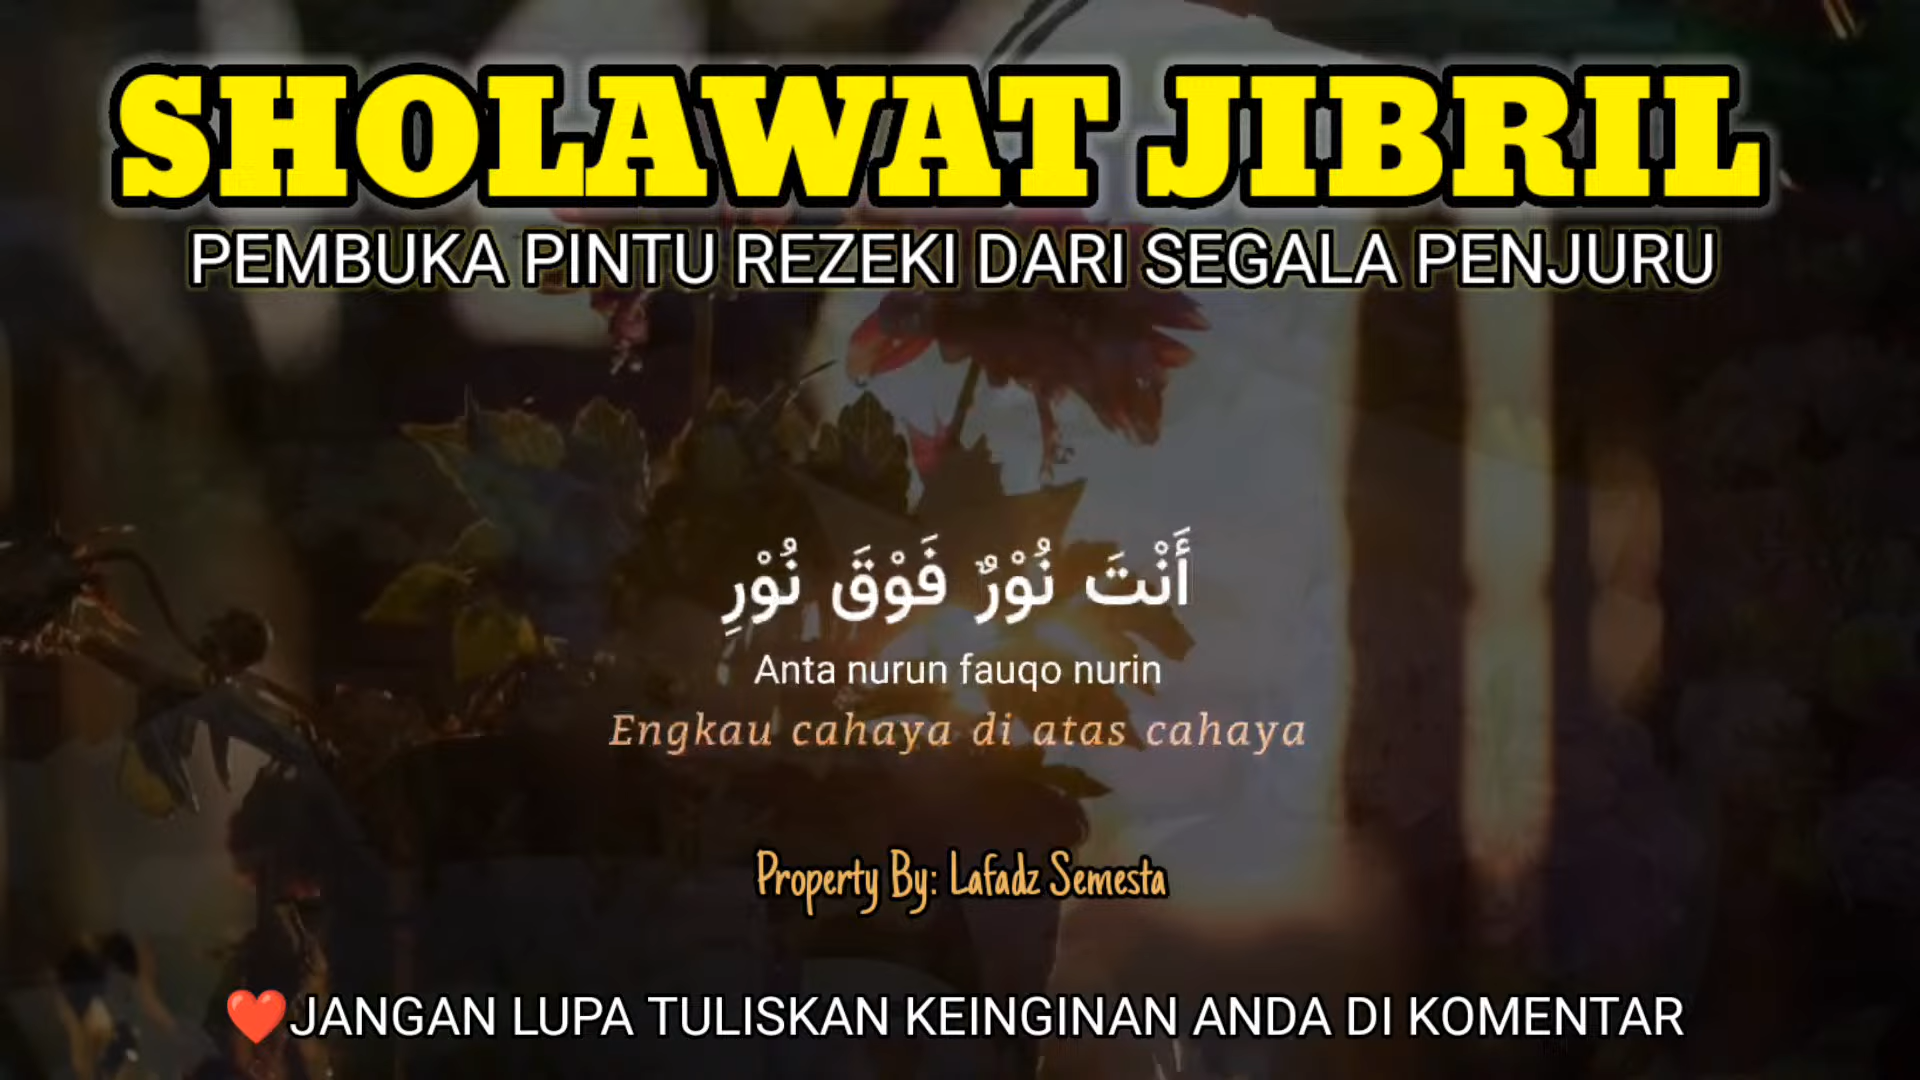 SHOLAWAT JIBRIL
PEMBUKA PINTU REZEKI DARI SEGALA PENJURU
أَنْتَ نُوْرٌ فَوْقَ نُوْرِ
Anta nurun fauqo nurin
Engkau cahaya di atas cahaya
Property By: Lafadz Semesta
❤️JANGAN LUPA TULISKAN KEINGINAN ANDA DI KOMENTAR